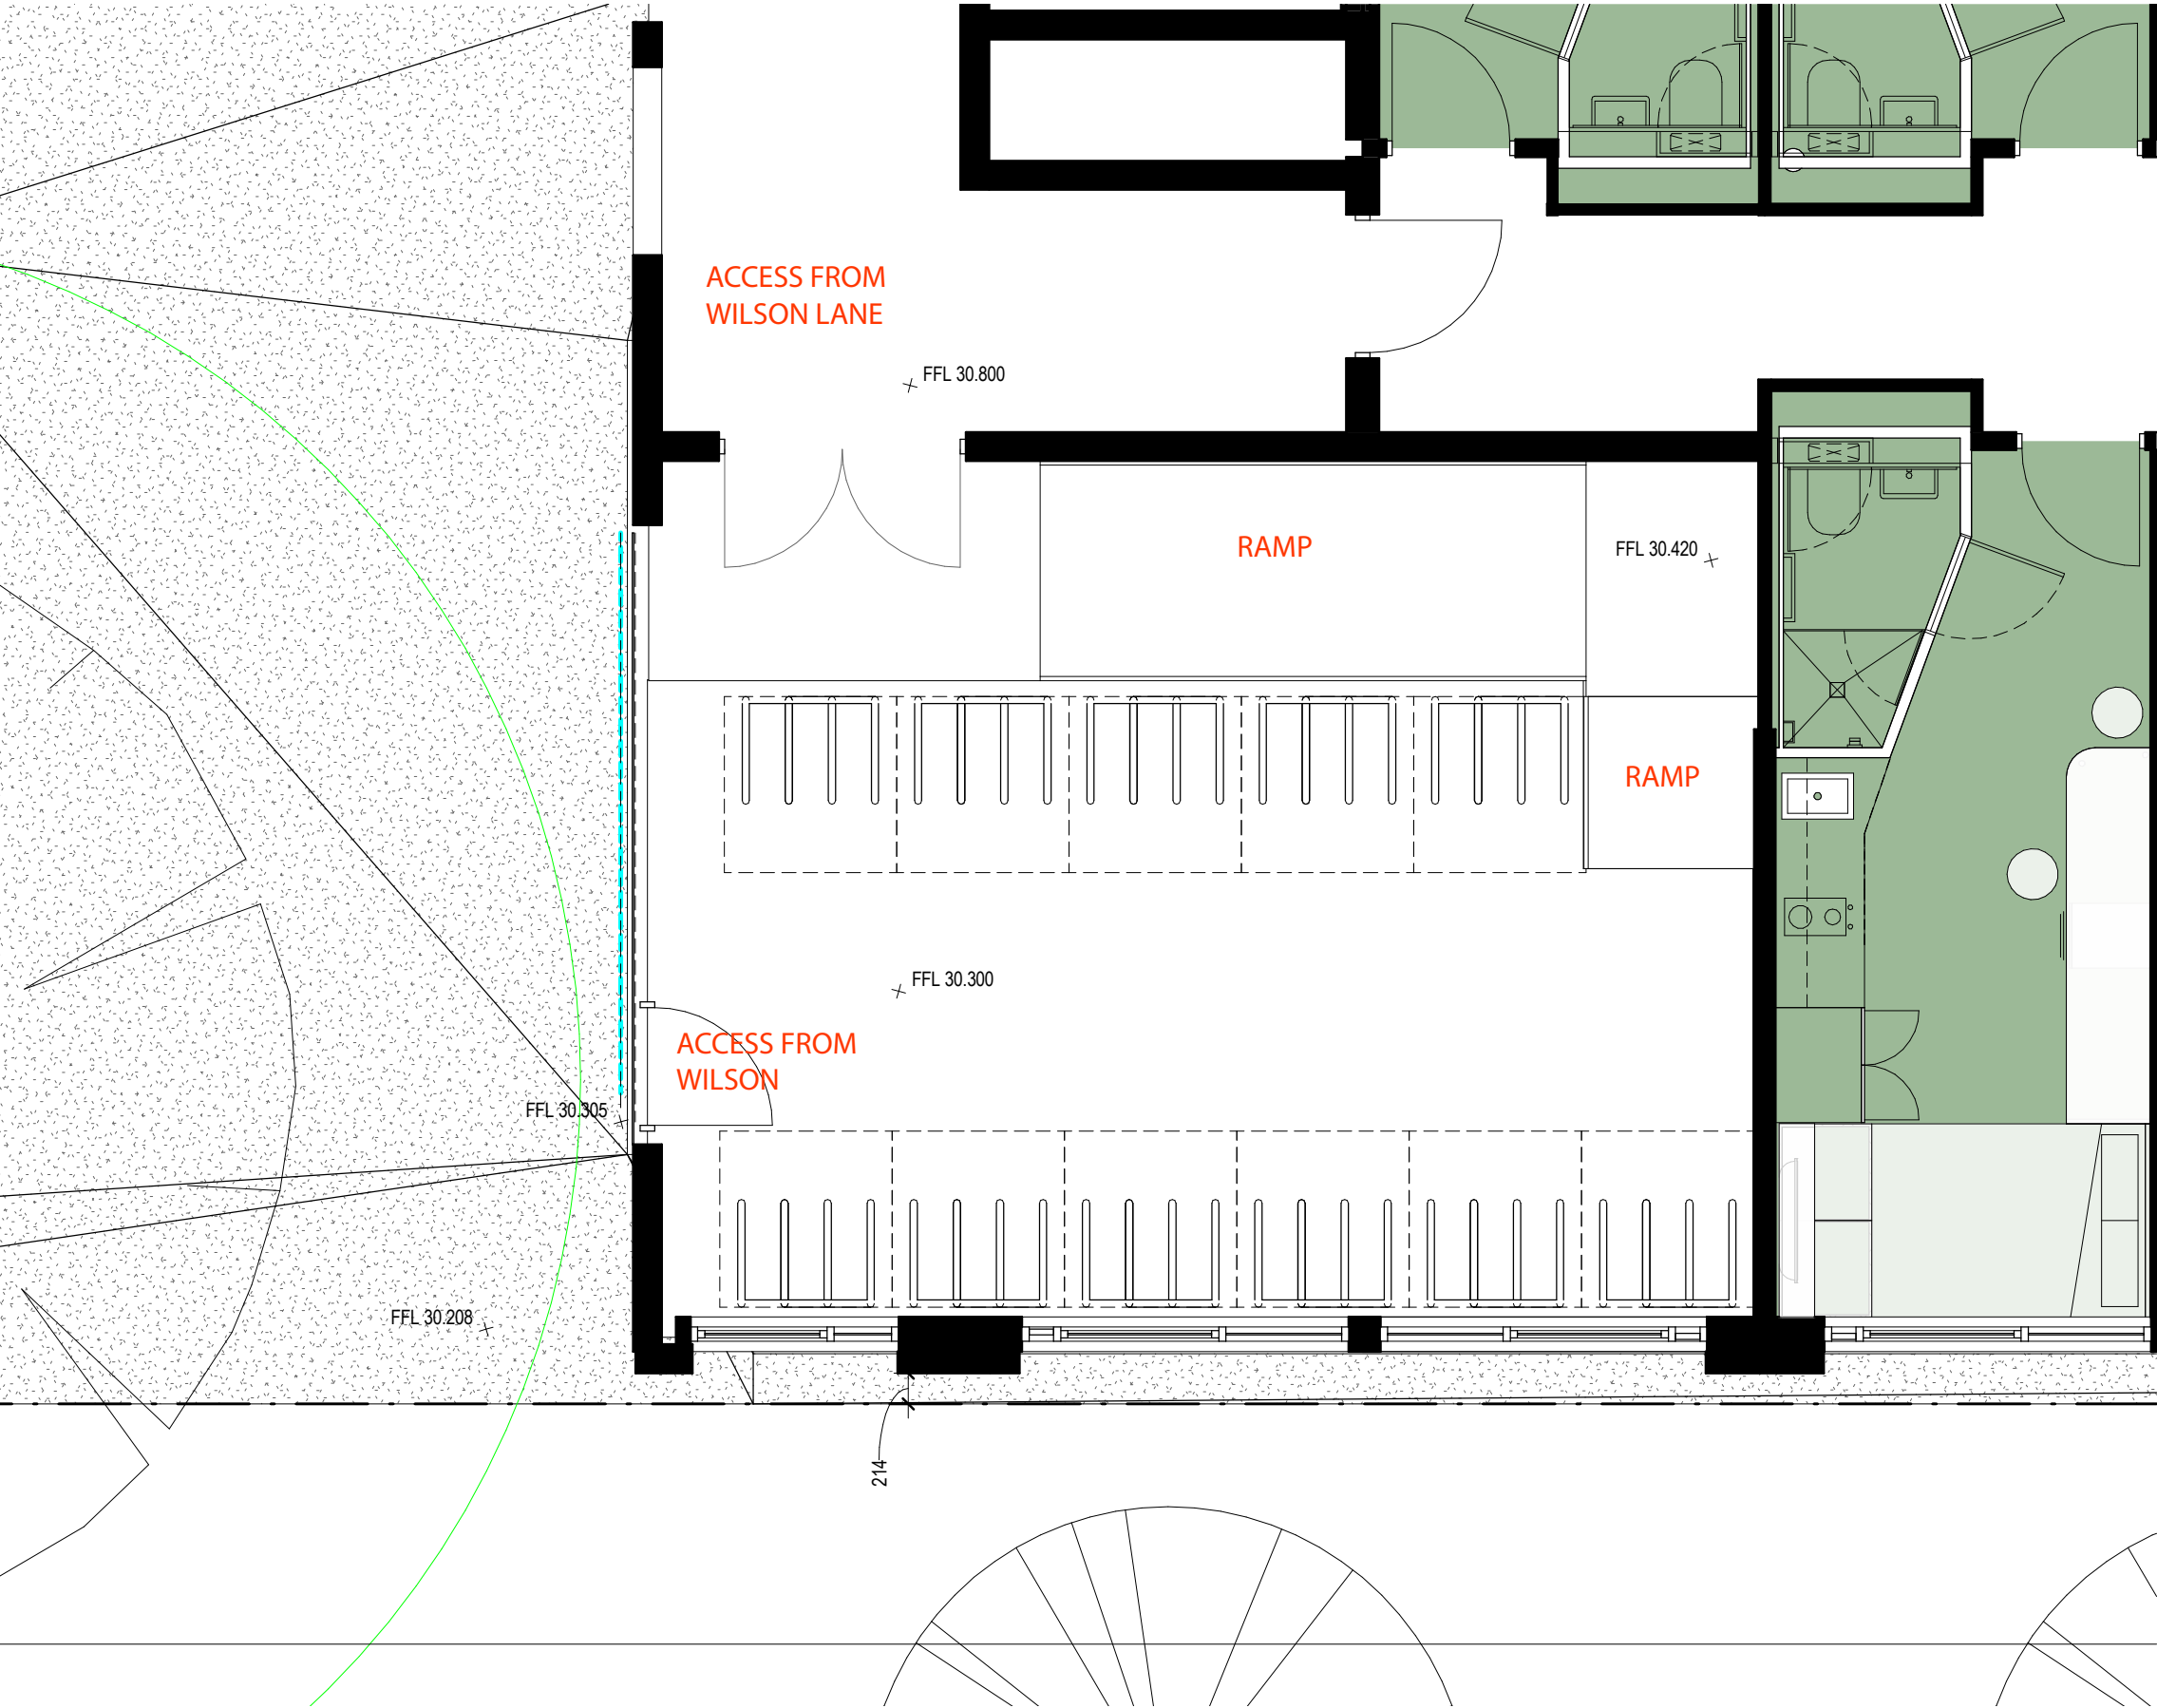 ACCESS FROM
WILSON LANE
FFL 30.800
RAMP
FFL 30.420
RAMP
FFL 30.300
ACCESS FROM
WILSON
FFL 30.305
FFL 30.208
214